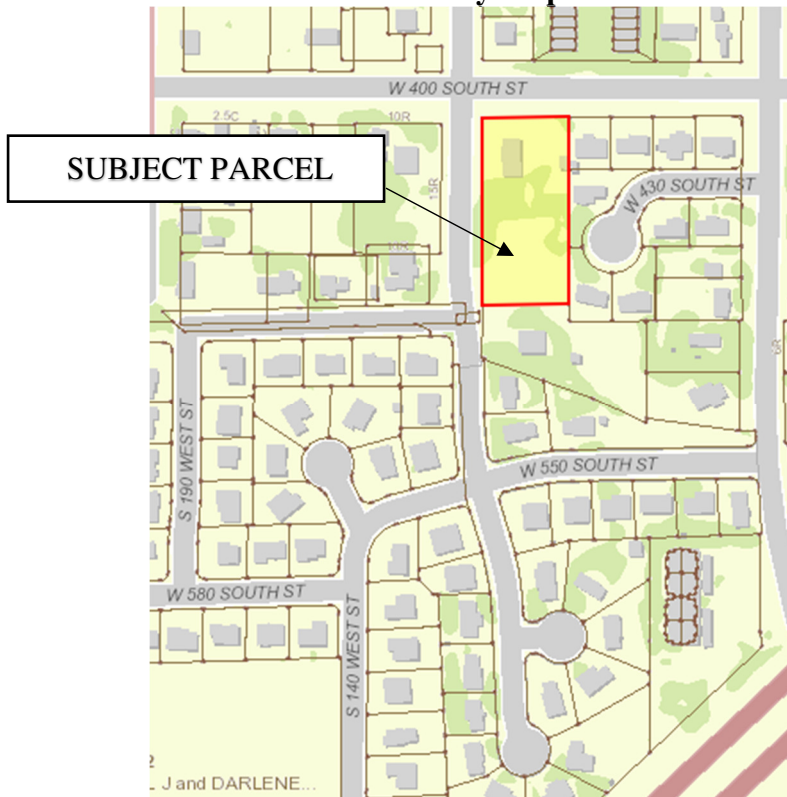 W 400 SOUTH ST
2.5C
10R
SUBJECT PARCEL
15R
W 430 SOUTH ST
S 190 WEST ST
W 550 SOUTH ST
W 580 SOUTH ST
S 140 WEST ST
J and DARLENE...